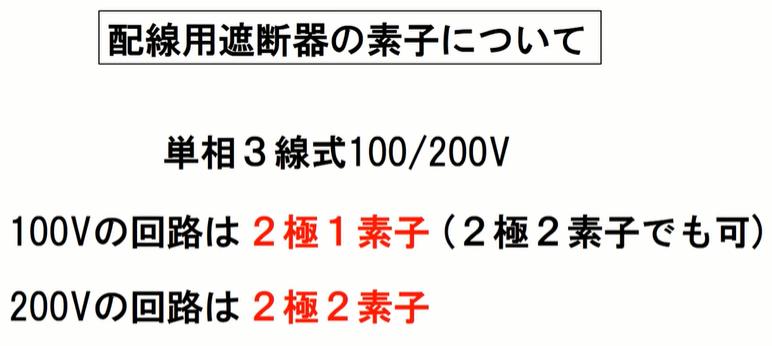 配線用遮断器の素子について
単相３線式100/200V
100Vの回路は ２極１素子 (２極２素子でも可)
200Vの回路は ２極２素子